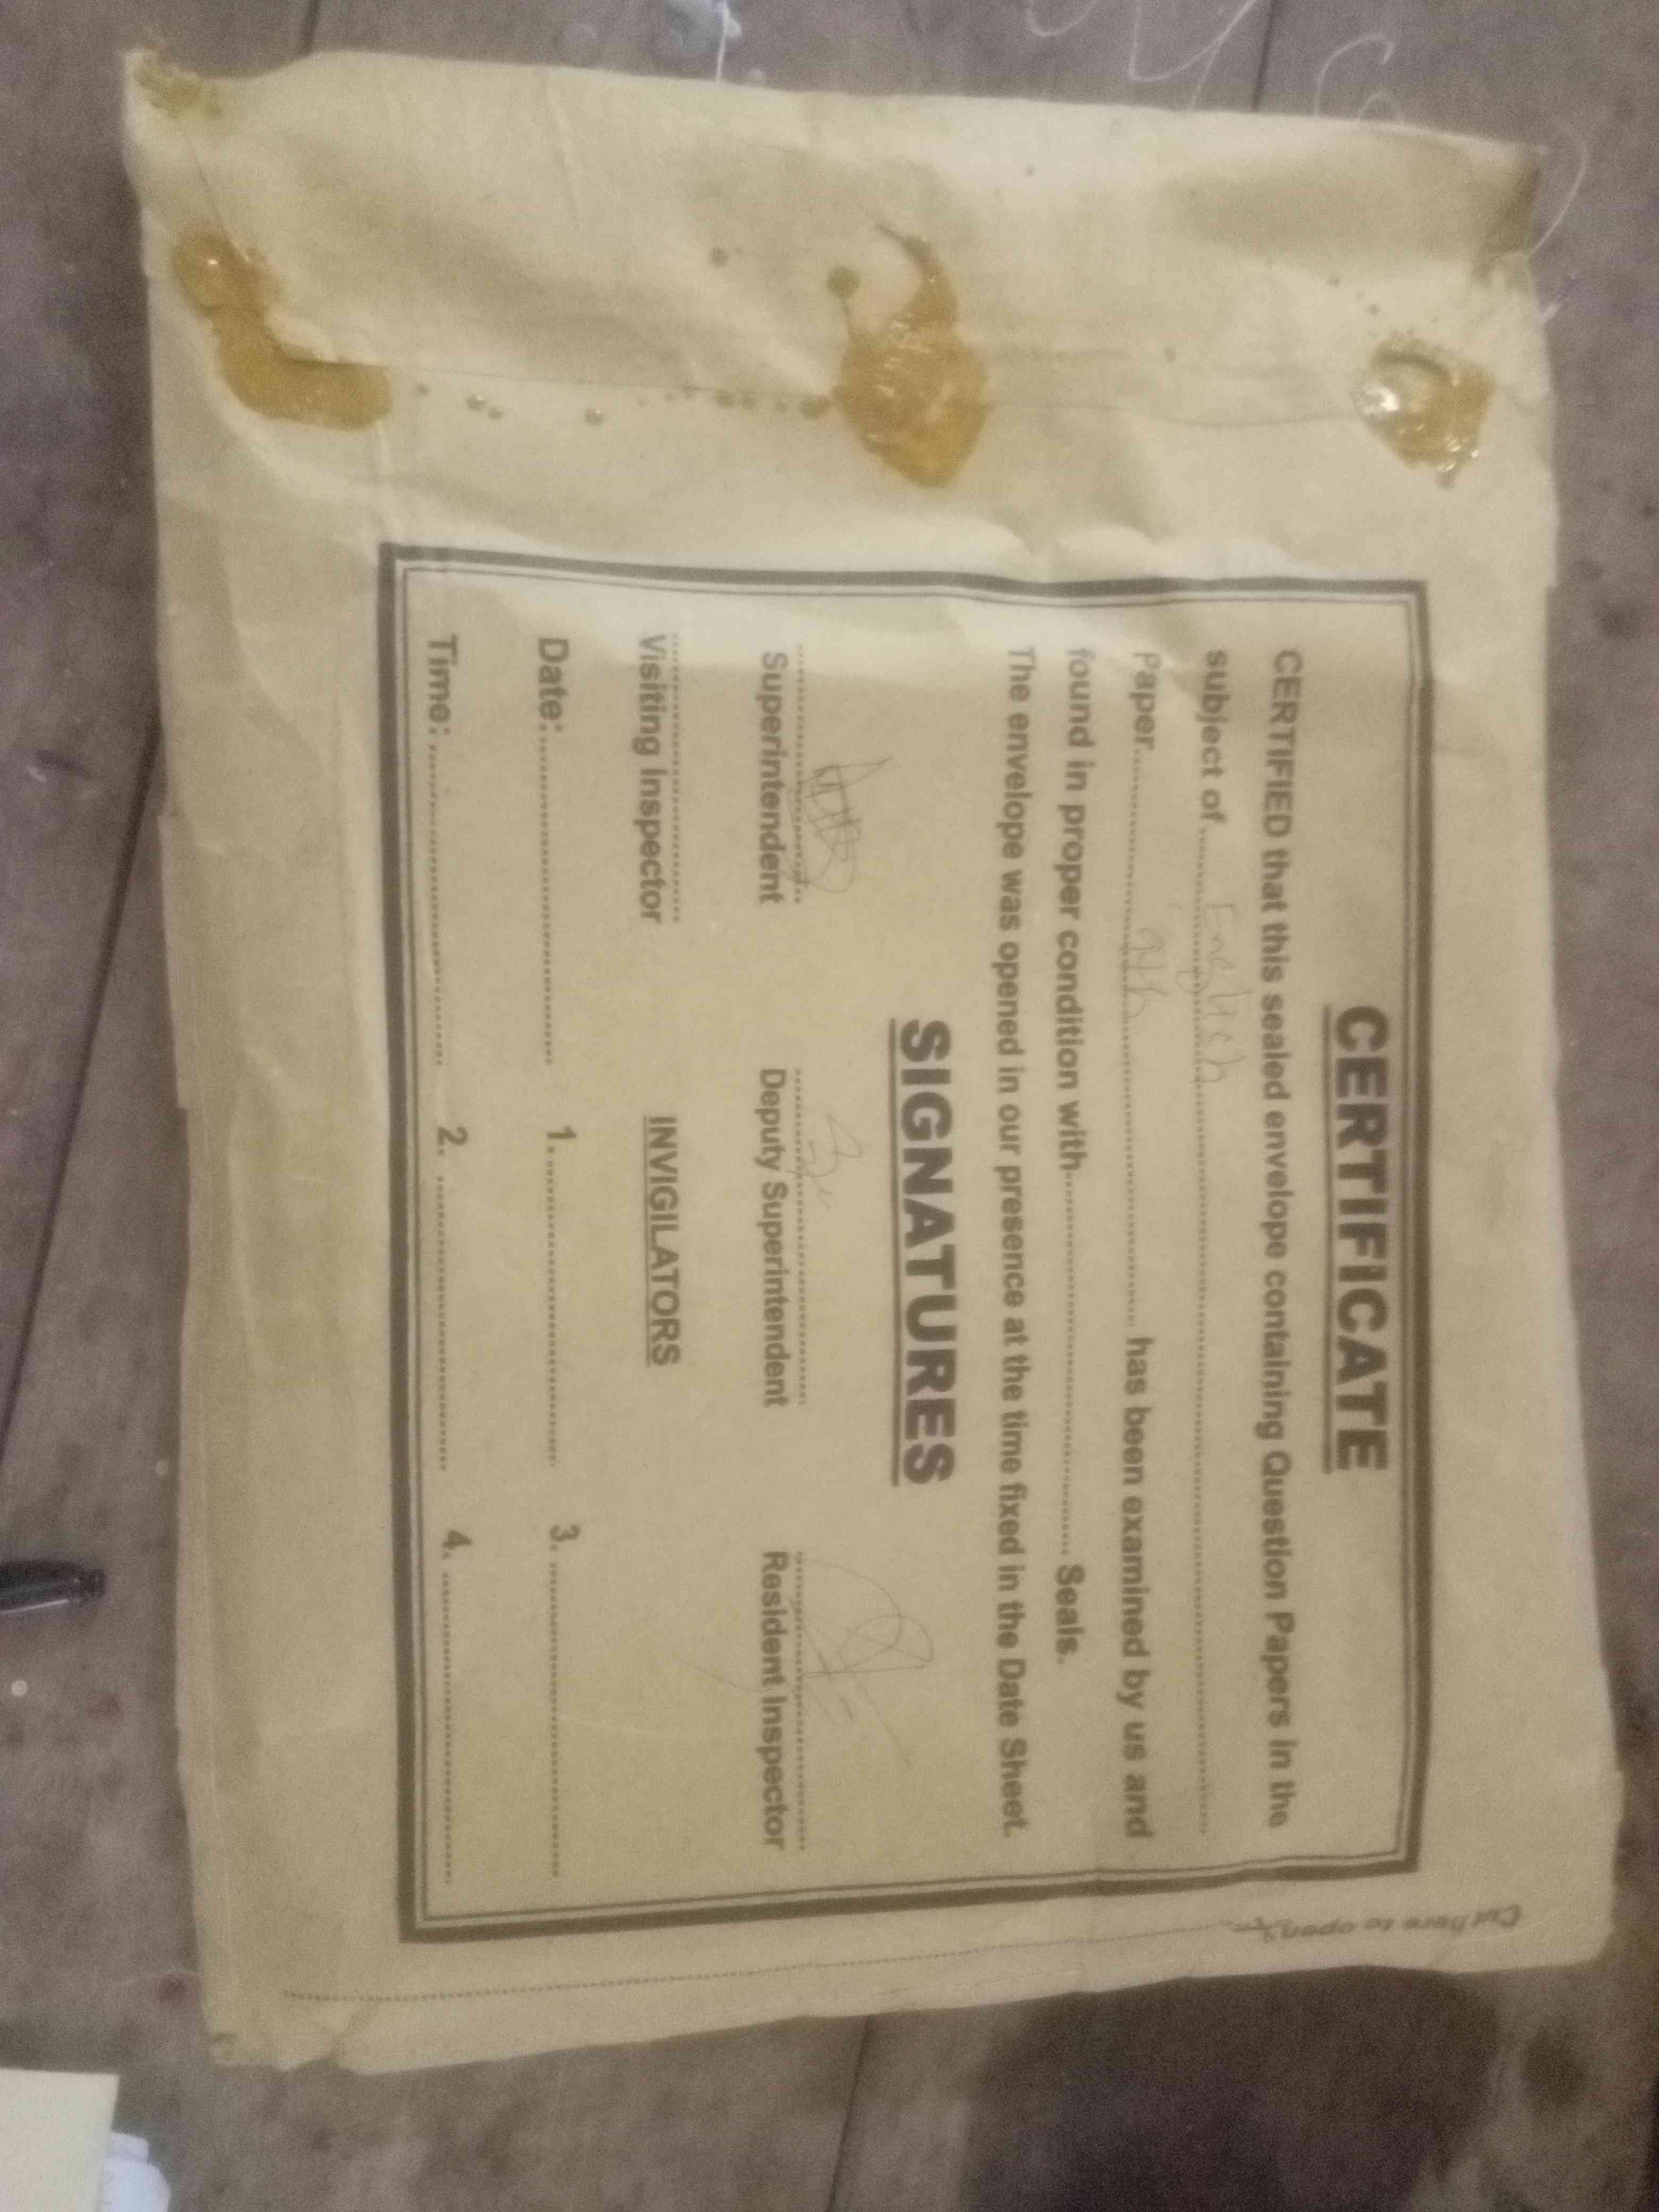 CERTIFICATE
CERTIFIED that this sealed envelope containing Question Papers in the
subject of........English................................
Paper............9th........................ has been examined by us and
found in proper condition with................................ Seals.
The envelope was opened in our presence at the time fixed in the Date Sheet.
SIGNATURES
Superintendent Deputy Superintendent Resident Inspector
Visiting Inspector INVIGILATORS
Date:................................ 1................................ 3................................
Time:................................ 2................................ 4................................
Cut here to open